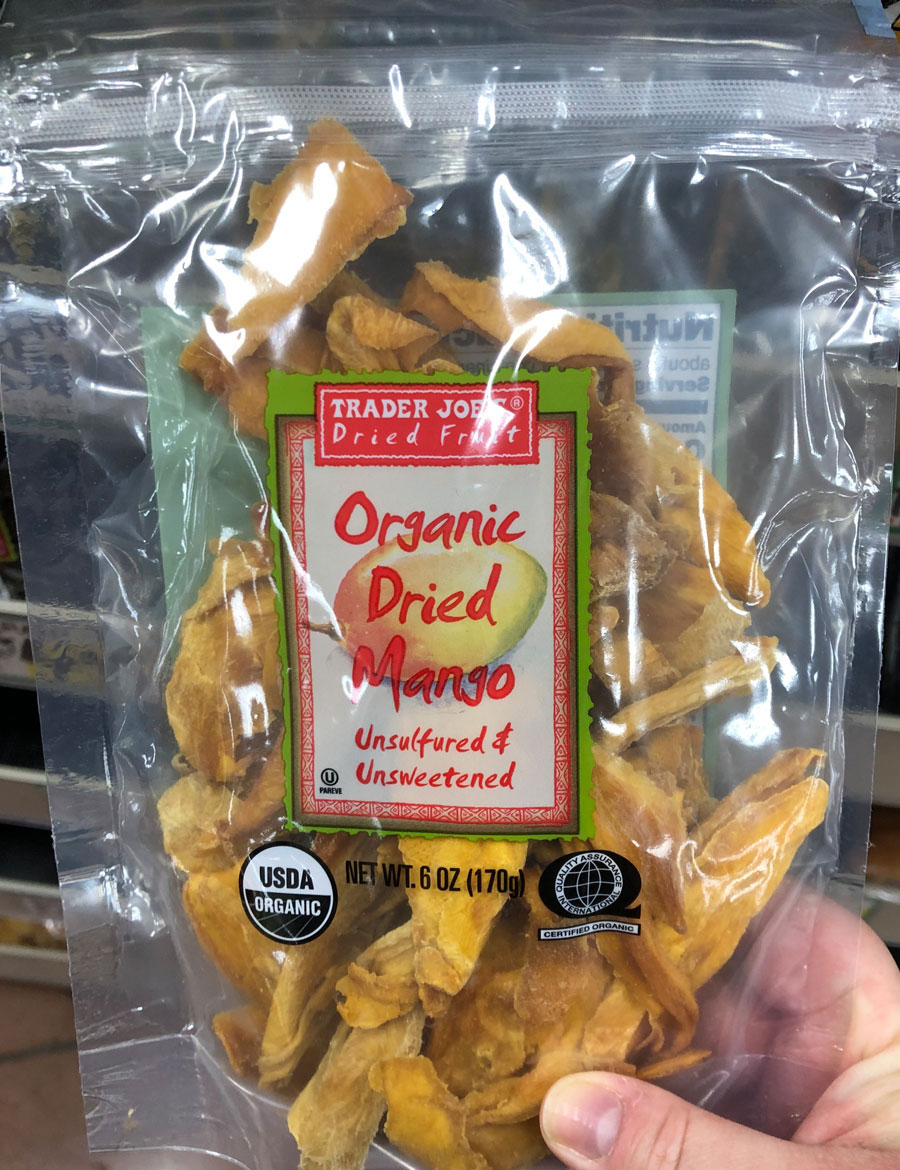 TRADER JOE'S®
Dried Fruit
Organic
Dried
Mango
Unsulfured &
Unsweetened
U
PAREVE
USDA
ORGANIC
NET WT. 6 OZ (170g)
QUALITY ASSURANCE
INTERNATIONAL
CERTIFIED ORGANIC